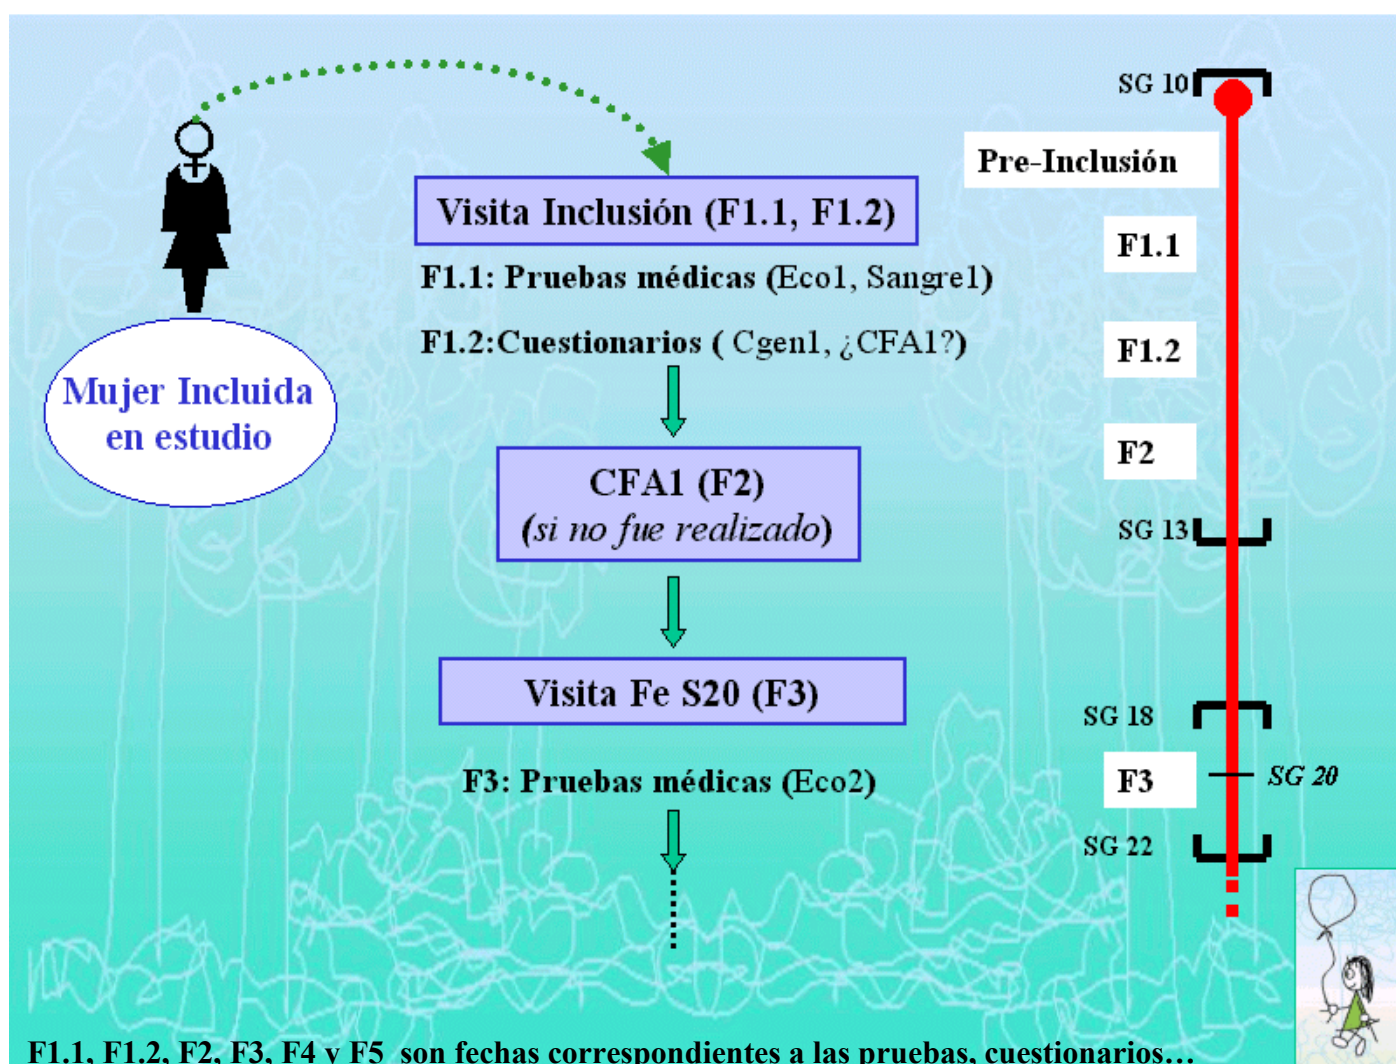 Mujer Incluida
en estudio
Visita Inclusión (F1.1, F1.2)
F1.1: Pruebas médicas (Eco1, Sangre1)
F1.2:Cuestionarios ( Cgen1, ¿CFA1?)
CFA1 (F2)
(si no fue realizado)
Visita Fe S20 (F3)
F3: Pruebas médicas (Eco2)
SG 10
Pre-Inclusión
F1.1
F1.2
F2
SG 13
SG 18
F3
SG 20
SG 22
F1.1, F1.2, F2, F3, F4 y F5 son fechas correspondientes a las pruebas, cuestionarios…